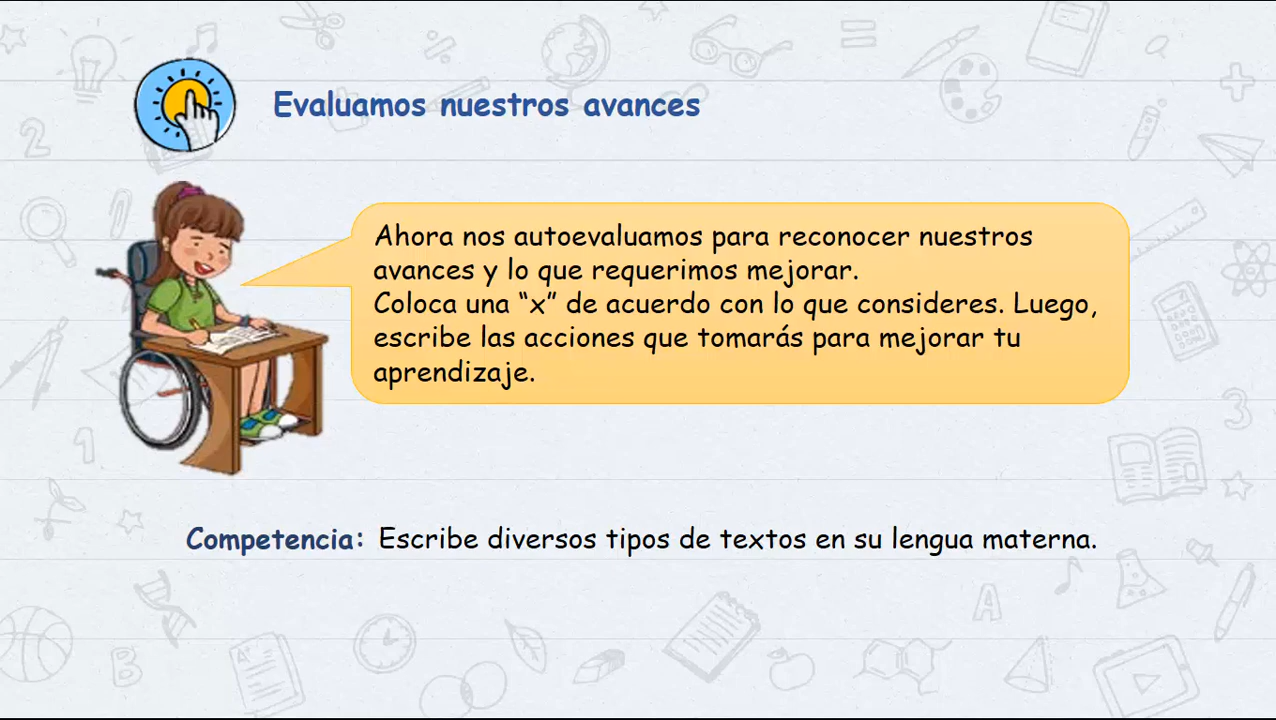 Evaluamos nuestros avances
Ahora nos autoevaluamos para reconocer nuestros
avances y lo que requerimos mejorar.
Coloca una “x” de acuerdo con lo que consideres. Luego,
escribe las acciones que tomarás para mejorar tu
aprendizaje.
Competencia: Escribe diversos tipos de textos en su lengua materna.